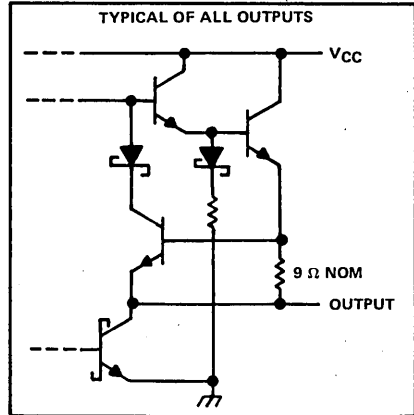 TYPICAL OF ALL OUTPUTS
VCC
9 Ω NOM
OUTPUT